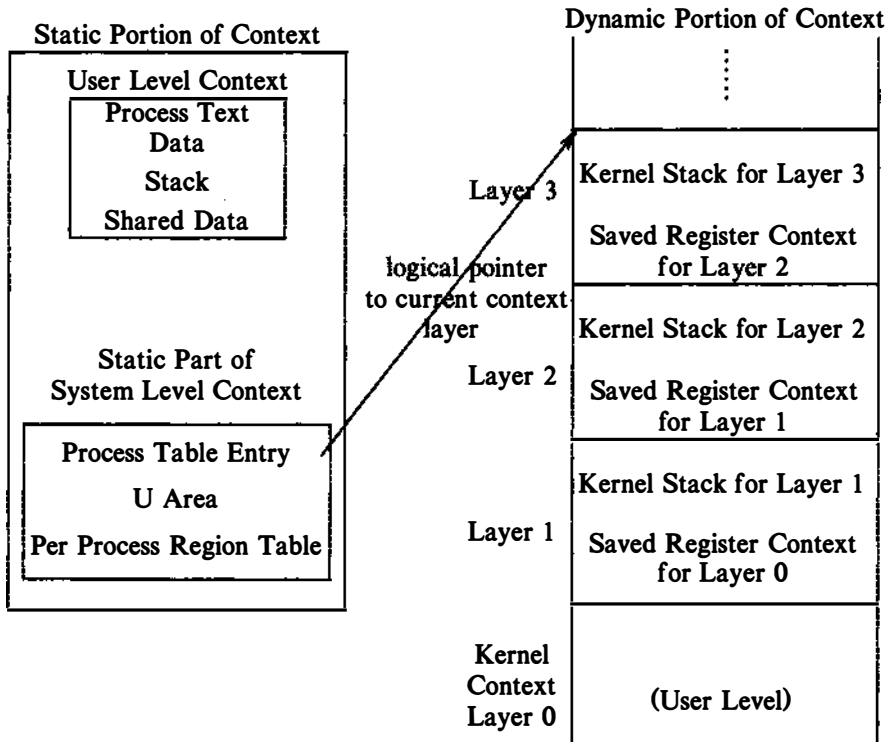 Static Portion of Context
User Level Context
Process Text
Data
Stack
Shared Data
Static Part of
System Level Context
Process Table Entry
U Area
Per Process Region Table
logical pointer
to current context
layer
Dynamic Portion of Context
Layer 3
Kernel Stack for Layer 3
Saved Register Context
for Layer 2
Layer 2
Kernel Stack for Layer 2
Saved Register Context
for Layer 1
Layer 1
Kernel Stack for Layer 1
Saved Register Context
for Layer 0
Kernel
Context
Layer 0
(User Level)